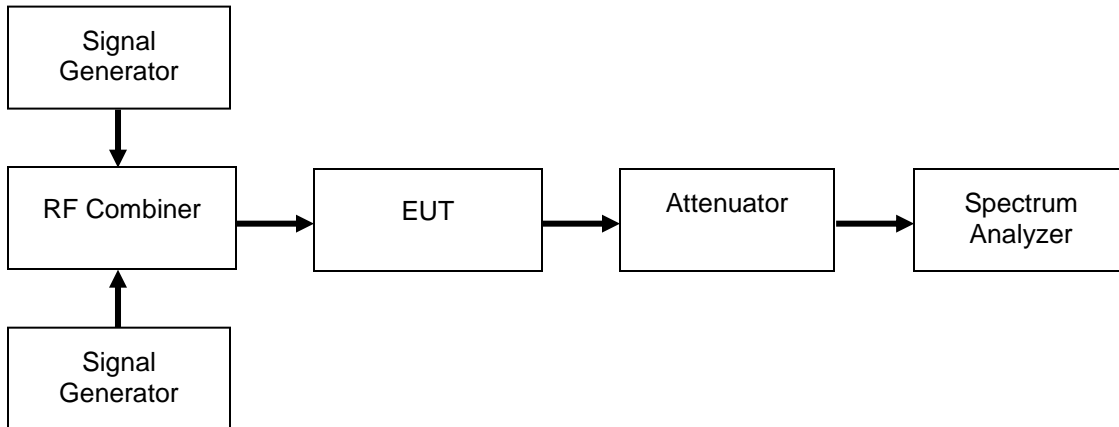 Signal
Generator
RF Combiner
EUT
Attenuator
Spectrum
Analyzer
Signal
Generator